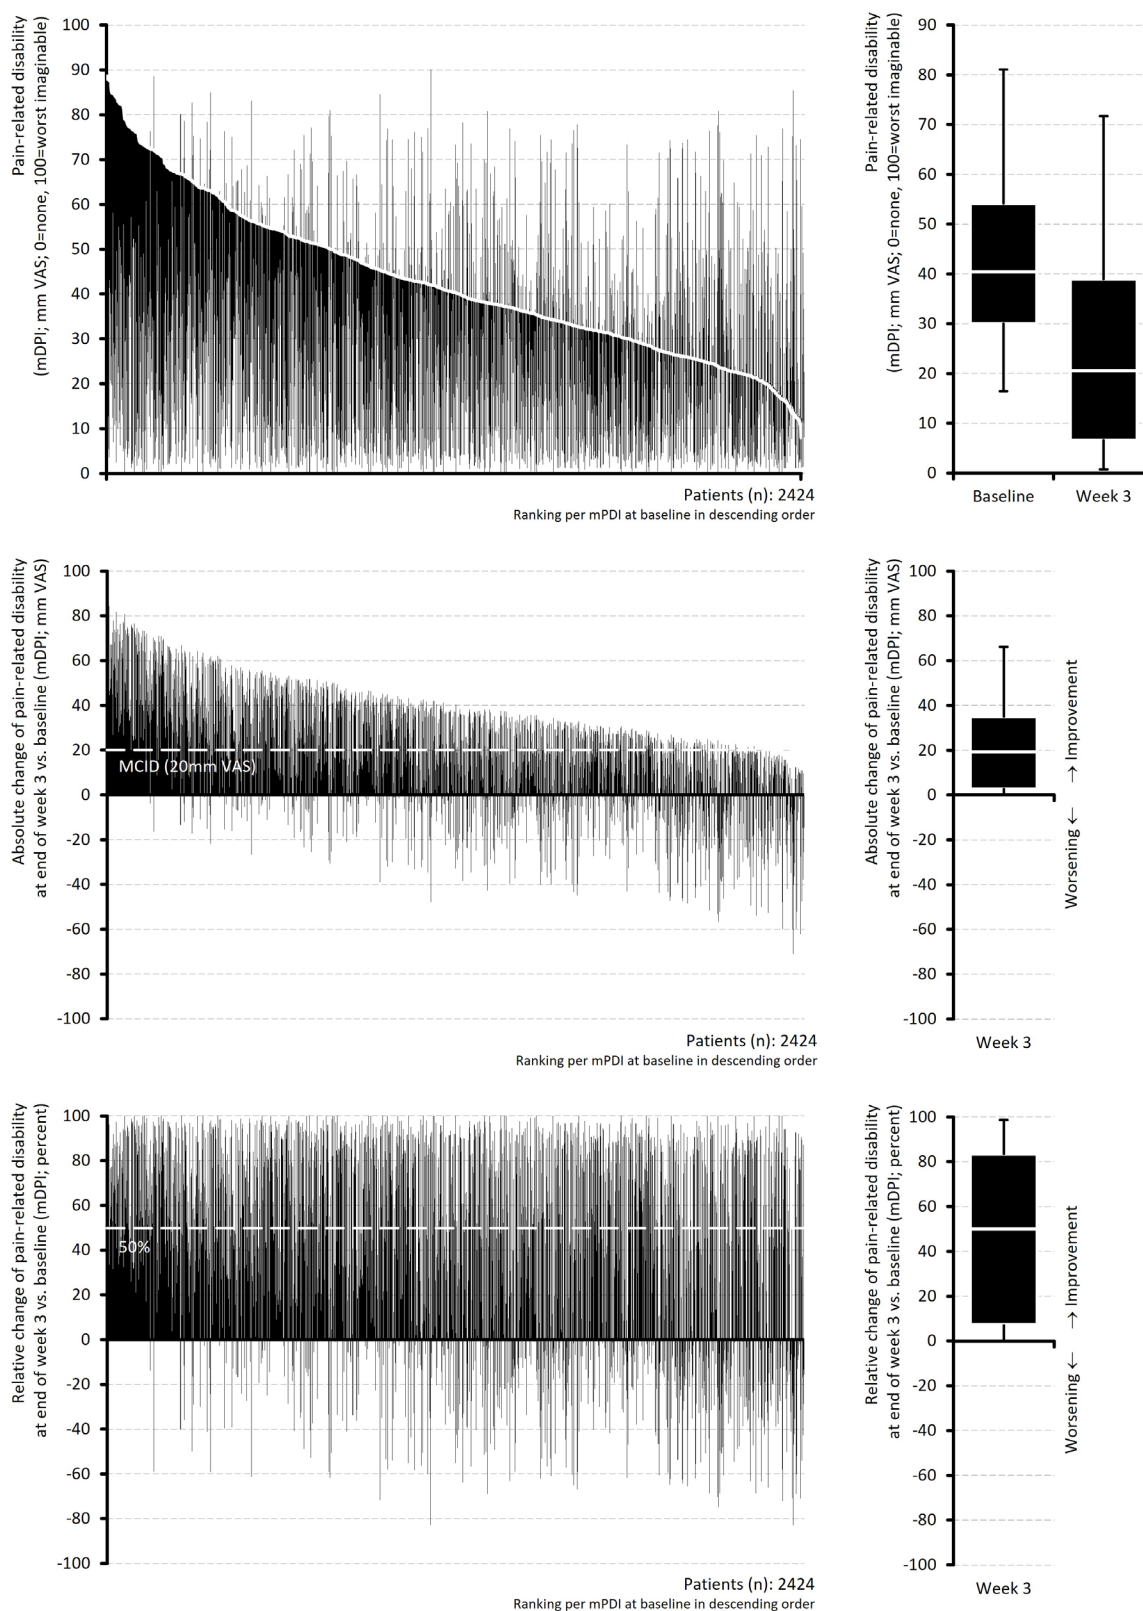 Pain-related disability
(mDPI; mm VAS; 0=none, 100=worst imaginable)
100
90
80
70
60
50
40
30
20
10
0
Patients (n): 2424
Ranking per mPDI at baseline in descending order
Pain-related disability
(mDPI; mm VAS; 0=none, 100=worst imaginable)
90
80
70
60
50
40
30
20
10
0
Baseline
Week 3
Absolute change of pain-related disability
at end of week 3 vs. baseline (mDPI; mm VAS)
100
80
60
40
20
0
-20
-40
-60
-80
-100
MCID (20mm VAS)
Patients (n): 2424
Ranking per mPDI at baseline in descending order
Absolute change of pain-related disability
at end of week 3 vs. baseline (mDPI; mm VAS)
100
80
60
40
20
0
-20
-40
-60
-80
-100
Worsening ← → Improvement
Week 3
Relative change of pain-related disability
at end of week 3 vs. baseline (mDPI; percent)
100
80
60
40
20
0
-20
-40
-60
-80
-100
50%
Patients (n): 2424
Ranking per mPDI at baseline in descending order
Relative change of pain-related disability
at end of week 3 vs. baseline (mDPI; percent)
100
80
60
40
20
0
-20
-40
-60
-80
-100
Worsening ← → Improvement
Week 3